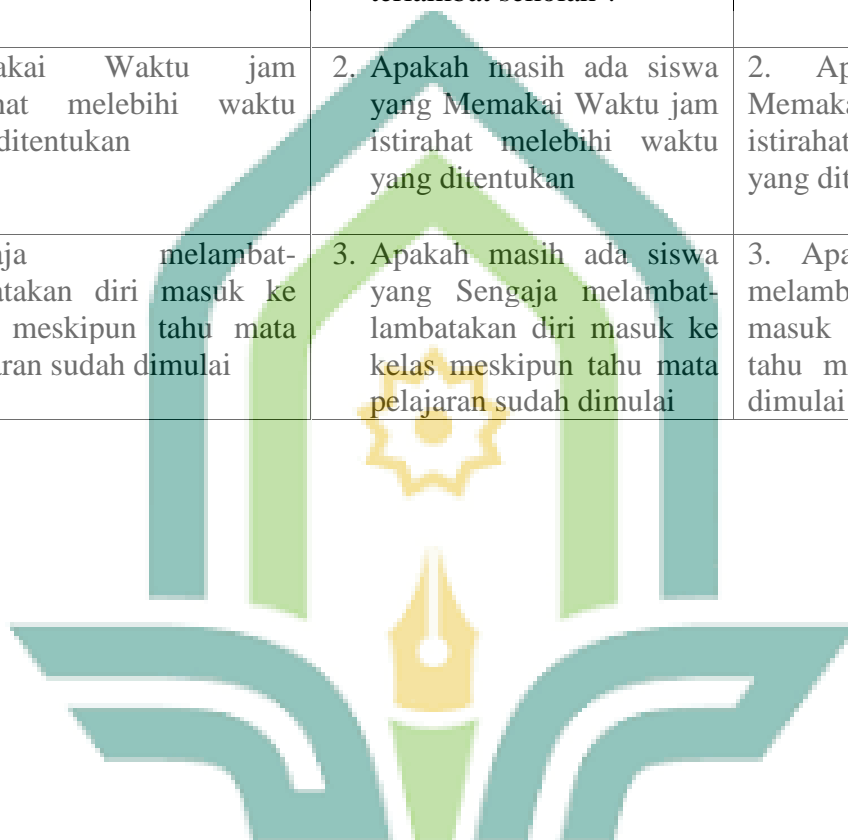 akai Waktu jam
hat melebihi waktu
ditentukan
2. Apakah masih ada siswa
yang Memakai Waktu jam
istirahat melebihi waktu
yang ditentukan
2. Ap
Memaka
istirahat
yang dit
aja melambat-
atakan diri masuk ke
meskipun tahu mata
aran sudah dimulai
3. Apakah masih ada siswa
yang Sengaja melambat-
lambatakan diri masuk ke
kelas meskipun tahu mata
pelajaran sudah dimulai
3. Apa
melamb
masuk
tahu m
dimulai